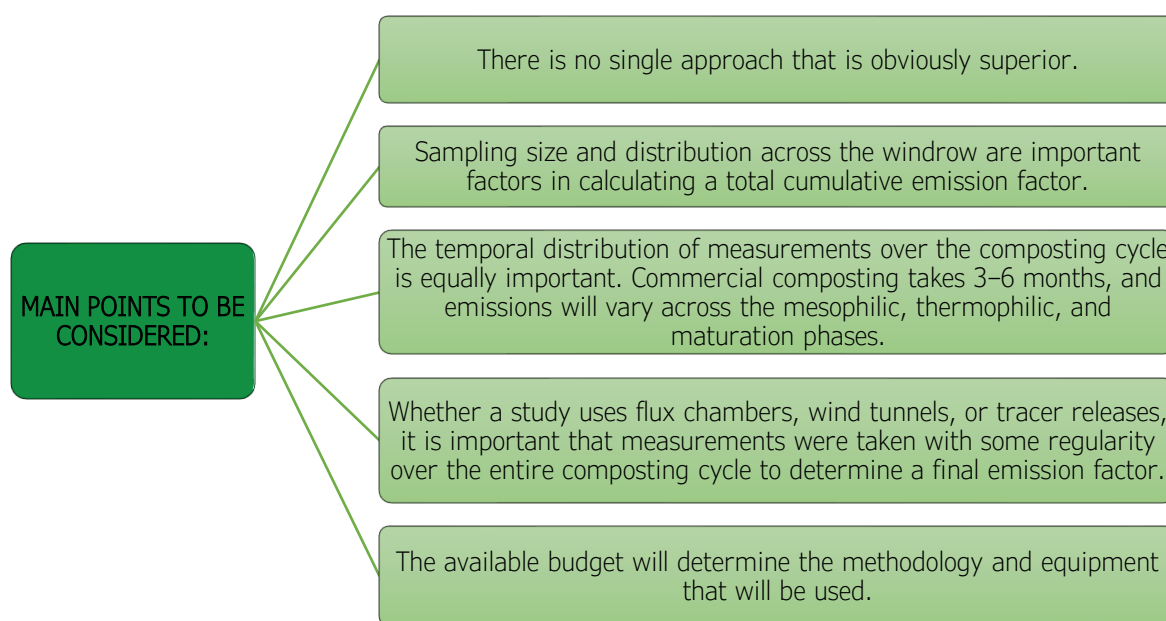 There is no single approach that is obviously superior.
Sampling size and distribution across the windrow are important
factors in calculating a total cumulative emission factor.
MAIN POINTS TO BE
CONSIDERED:
The temporal distribution of measurements over the composting cycle
is equally important. Commercial composting takes 3–6 months, and
emissions will vary across the mesophilic, thermophilic, and
maturation phases.
Whether a study uses flux chambers, wind tunnels, or tracer releases,
it is important that measurements were taken with some regularity
over the entire composting cycle to determine a final emission factor.
The available budget will determine the methodology and equipment
that will be used.